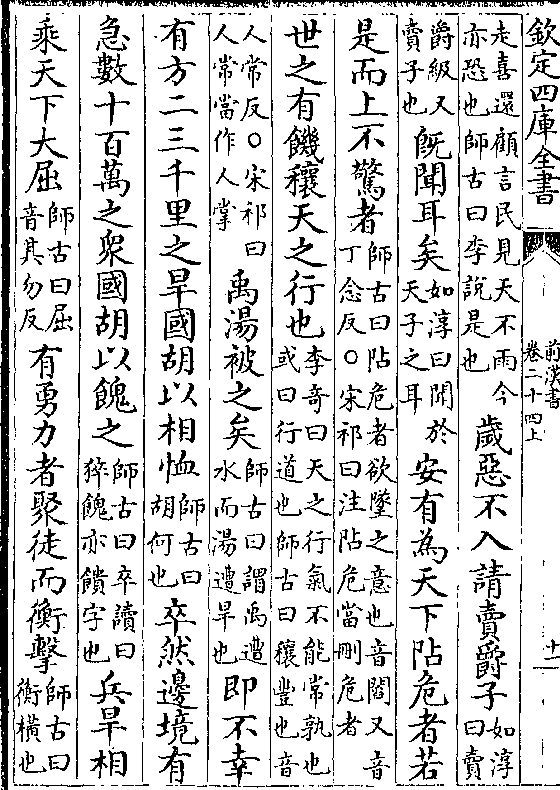 欽定四庫全書
前漢書
卷二十四上
十一
走喜還顧言民見天不雨今亦恐也師古曰李說是也歲惡不入請賣爵子如淳曰賣
爵級又賣子也既聞耳矣如淳曰聞於天子之耳安有為天下阽危者若
是而上不驚者師古曰阽危者欲墜之意也音閻又音丁念反○宋祁曰注阽危當刪危者
世之有饑穰天之行也李奇曰天之行氣不能常孰也或曰行道也師古曰穰豐也音
人常反○宋祁曰人常當作人掌禹湯被之矣師古曰謂禹遭水而湯遭旱也即不幸
有方二三千里之旱國胡以相恤師古曰胡何也卒然邊境有
急數十百萬之衆國胡以餽之師古曰卒讀曰猝餽亦饋字也兵旱相
乘天下大屈師古曰屈音其勿反有勇力者聚徒而衡擊師古曰衡橫也